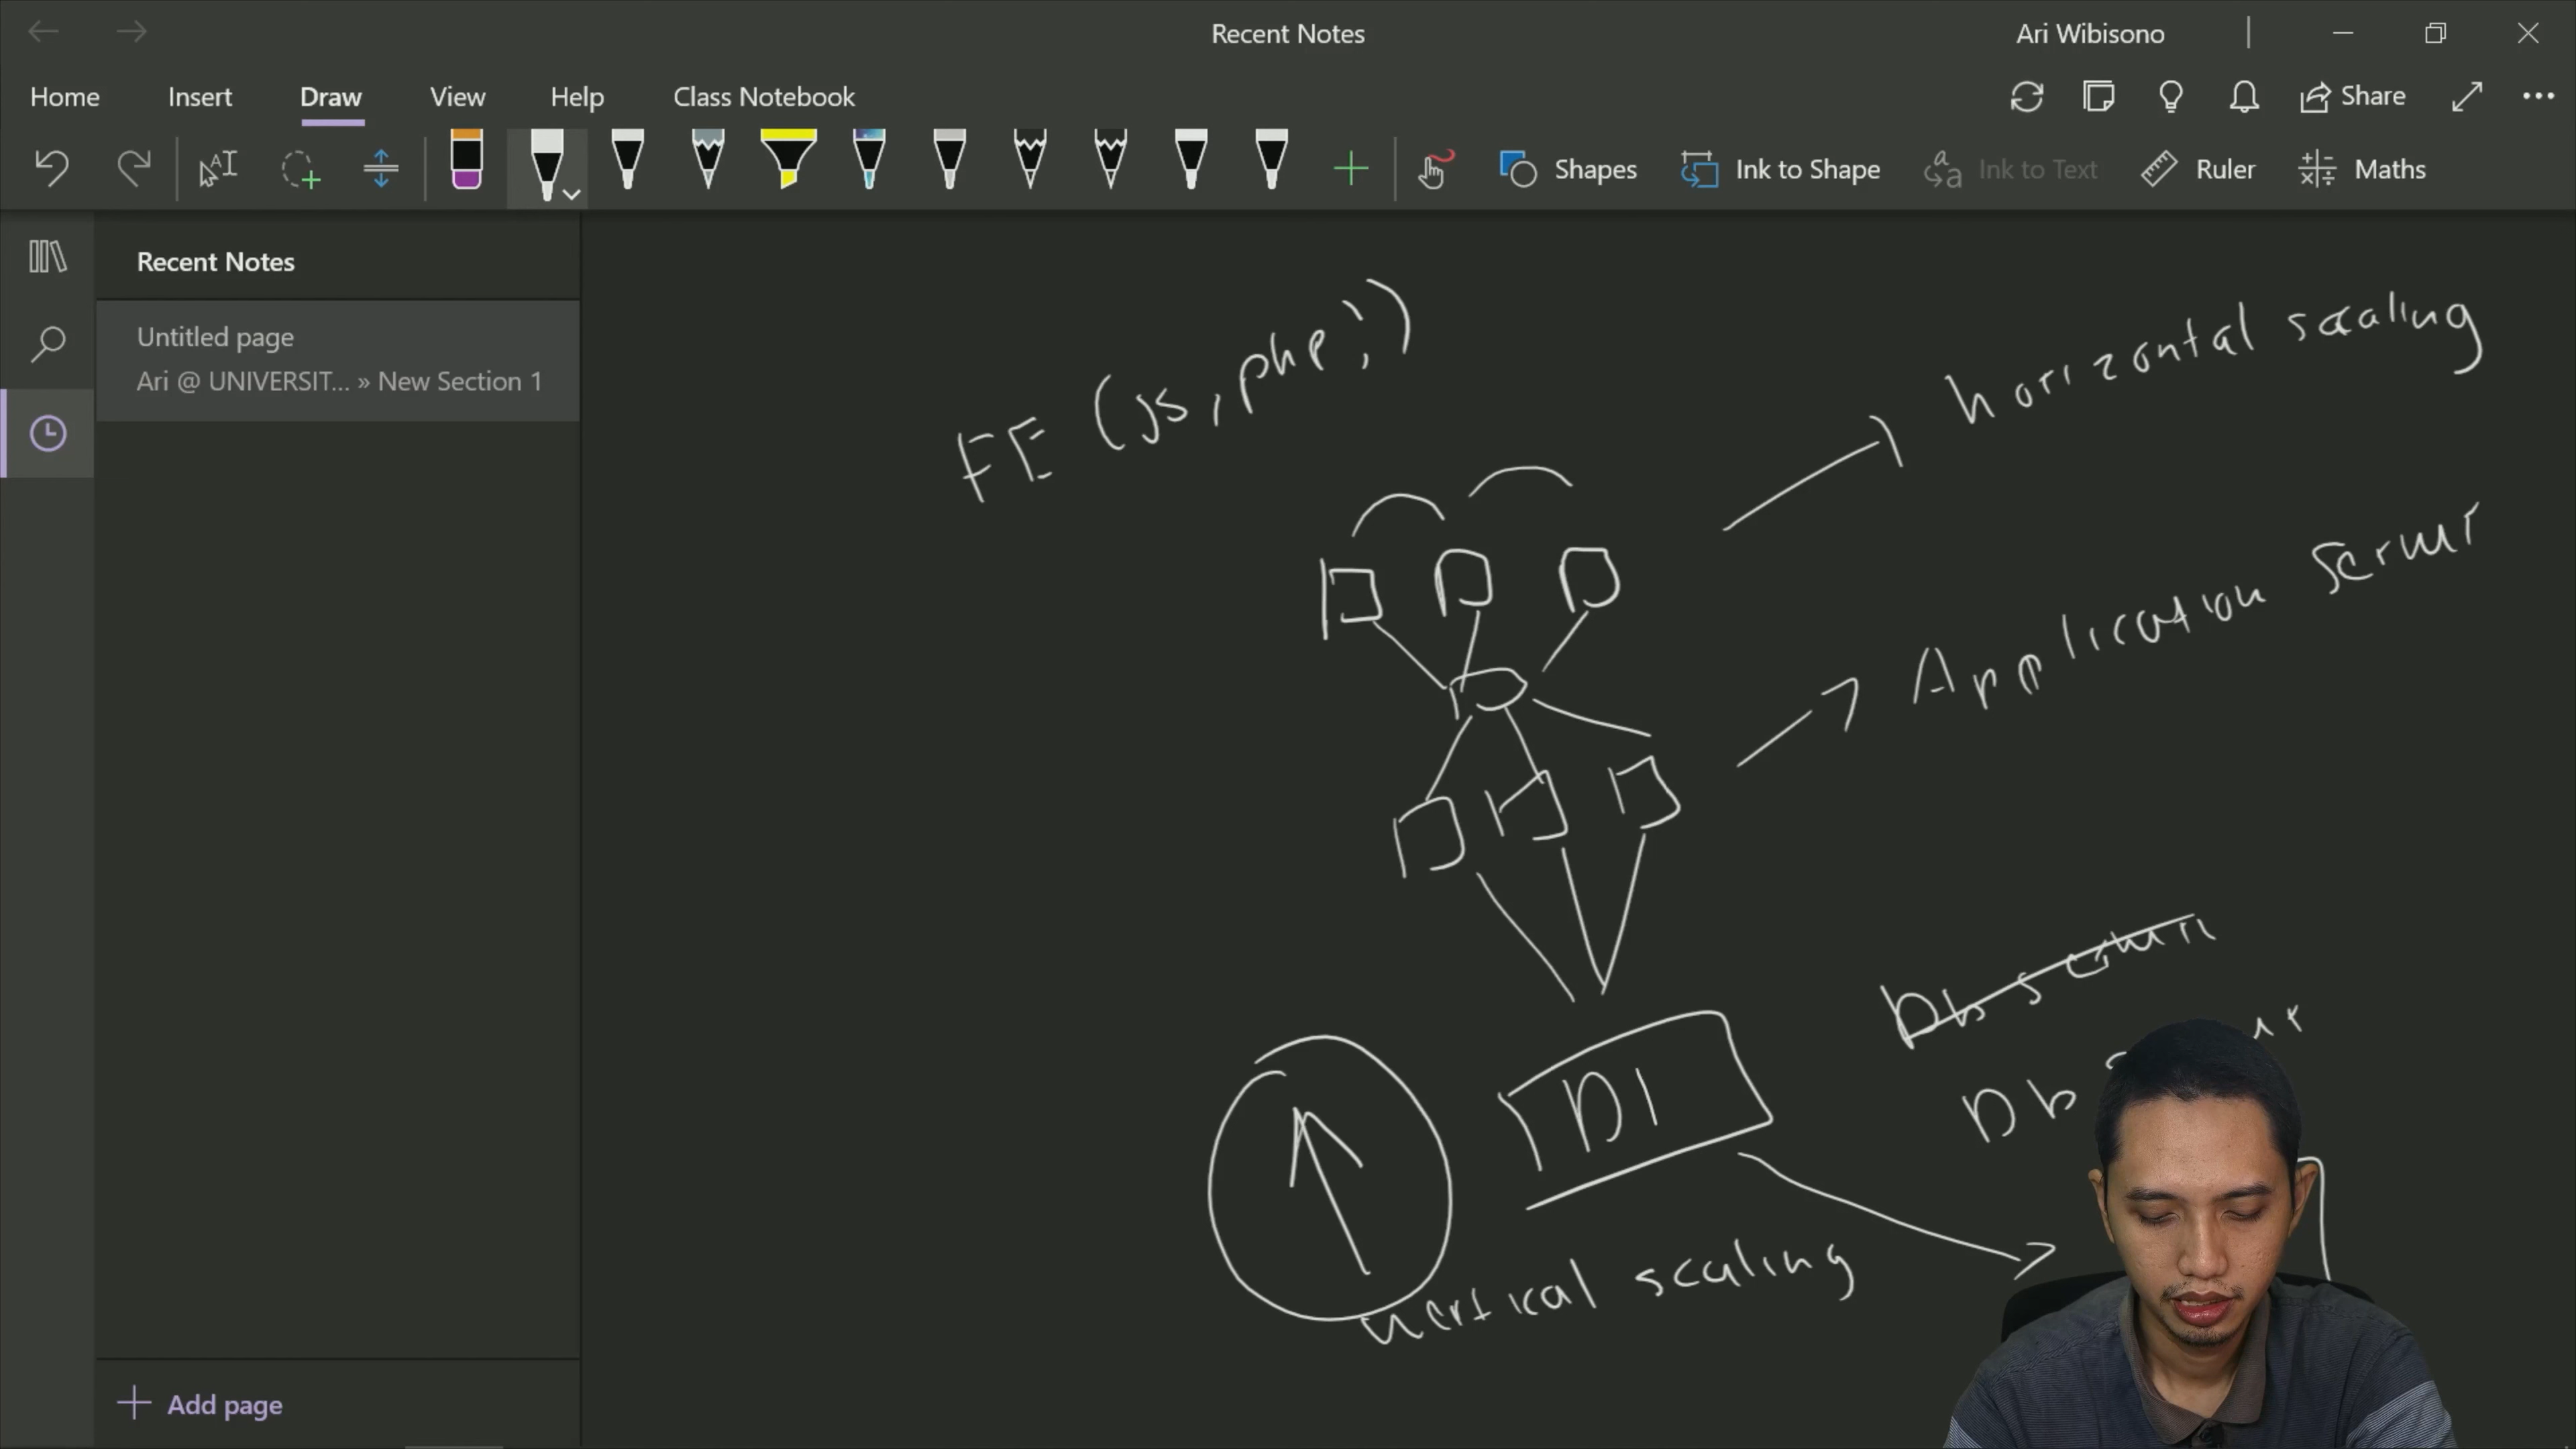 Recent Notes
Ari Wibisono
Home Insert Draw View Help Class Notebook
Share
Shapes Ink to Shape Ink to Text Ruler Maths
Recent Notes
Untitled page
Ari @ UNIVERSIT... » New Section 1
FE (js, php,
horizontal scaling
Application server
Db
vertical scaling
Add page